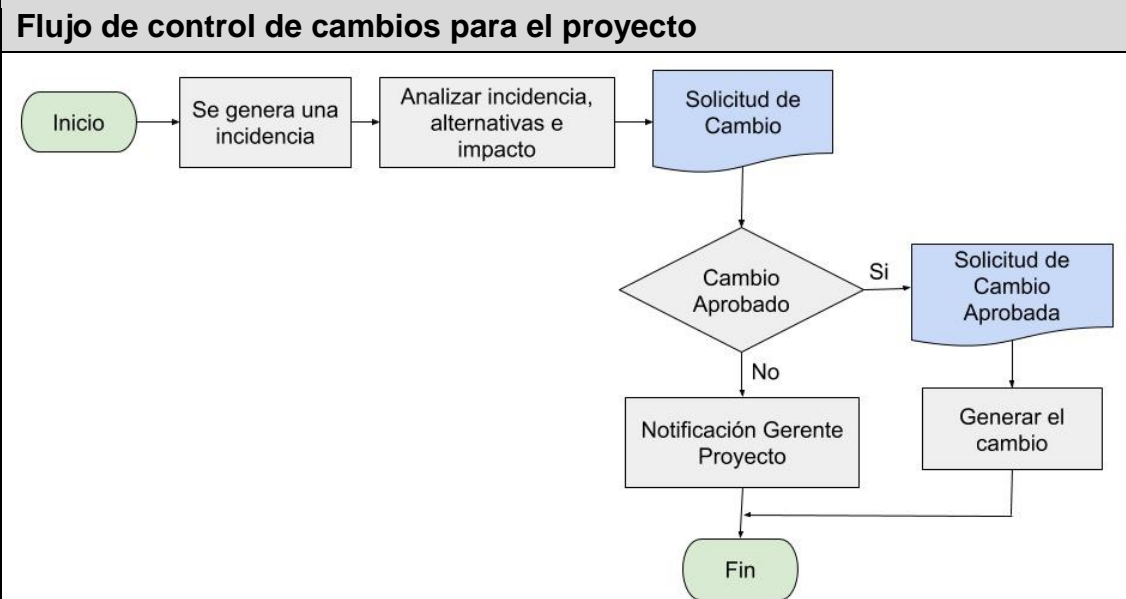 Flujo de control de cambios para el proyecto
Inicio
Se genera una
incidencia
Analizar incidencia,
alternativas e
impacto
Solicitud de
Cambio
Cambio
Aprobado
Si
Solicitud de
Cambio
Aprobada
No
Notificación Gerente
Proyecto
Generar el
cambio
Fin